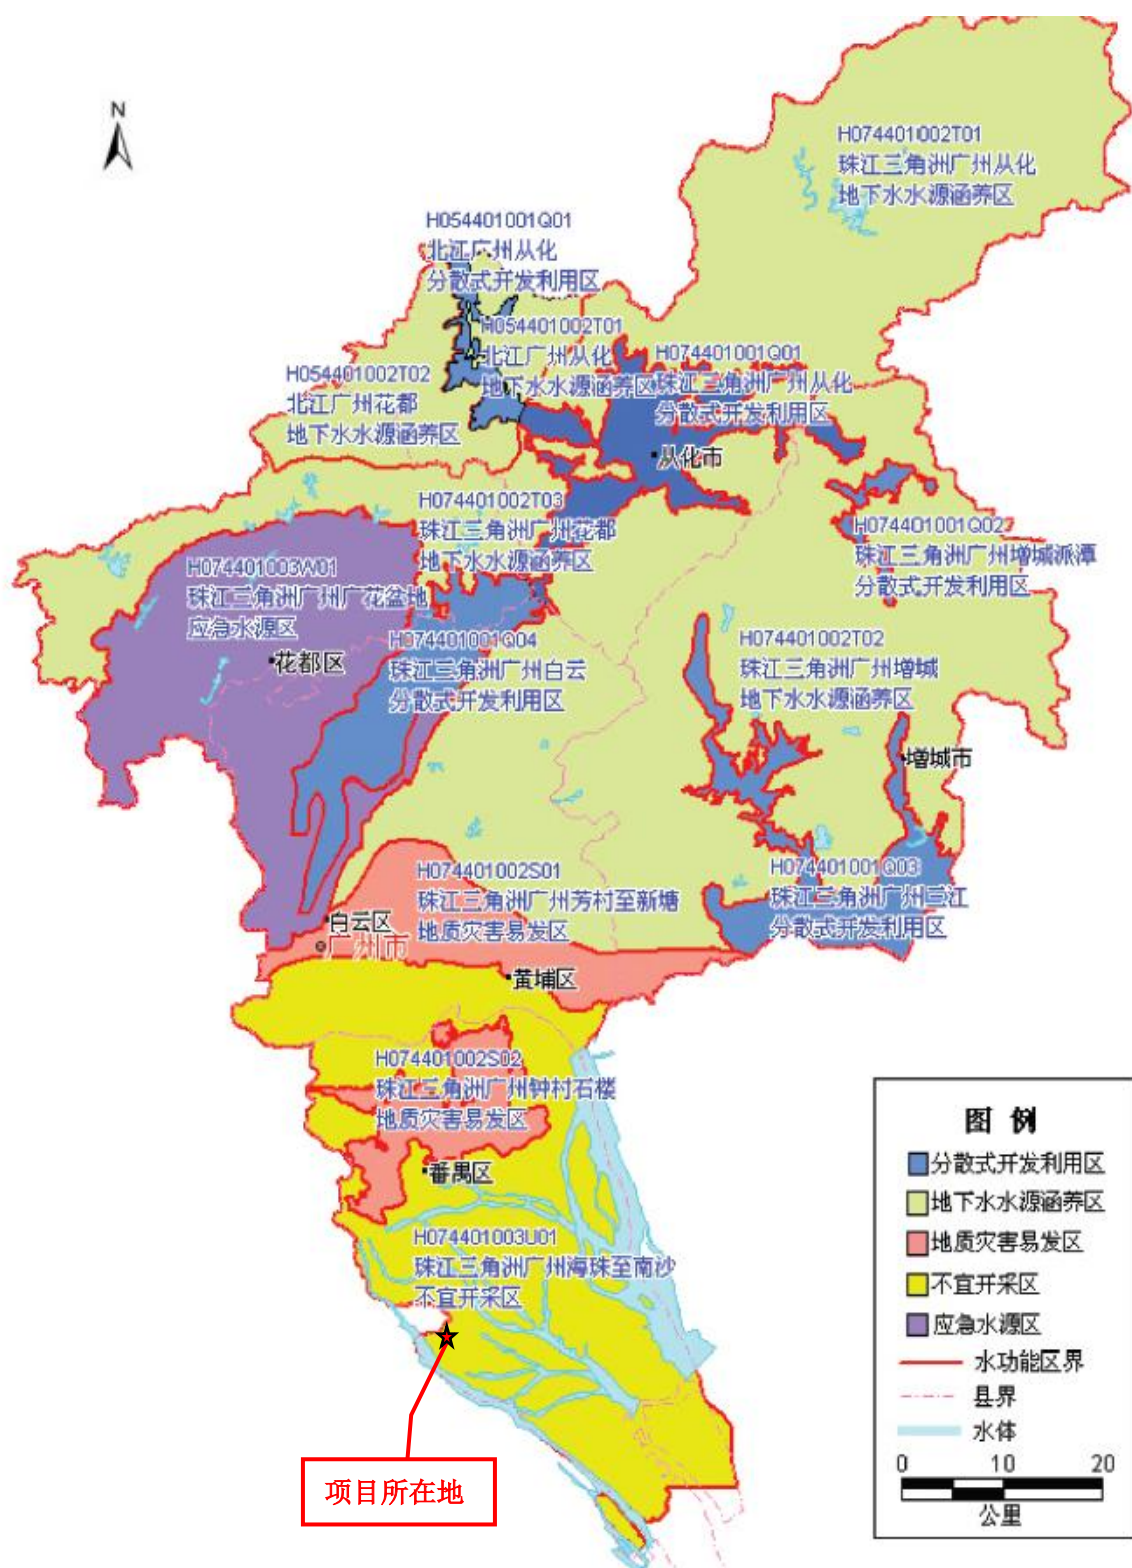 N
H074401002T01
珠江三角洲广州从化
地下水水源涵养区
H054401001Q01
北江广州从化
分散式开发利用区
H054401002T01
北江广州从化
地下水水源涵养区
H074401001Q01
珠江三角洲广州从化
分散式开发利用区
H054401002T02
北江广州花都
地下水水源涵养区
从化市
H074401002T03
珠江三角洲广州花都
地下水水源涵养区
H074401001Q02
珠江三角洲广州增城派潭
分散式开发利用区
H074401003W01
珠江三角洲广州广花盆地
应急水源区
花都区
H074401001Q04
珠江三角洲广州白云
分散式开发利用区
H074401002T02
珠江三角洲广州增城
地下水水源涵养区
增城市
H074401002S01
珠江三角洲广州芳村至新塘
地质灾害易发区
H074401001Q03
珠江三角洲广州三江
分散式开发利用区
白云区
广州市
黄埔区
H074401002S02
珠江三角洲广州钟村石楼
地质灾害易发区
番禺区
H074401003U01
珠江三角洲广州海珠至南沙
不宜开采区
项目所在地
图 例
分散式开发利用区
地下水水源涵养区
地质灾害易发区
不宜开采区
应急水源区
水功能区界
县界
水体
0 10 20
公里